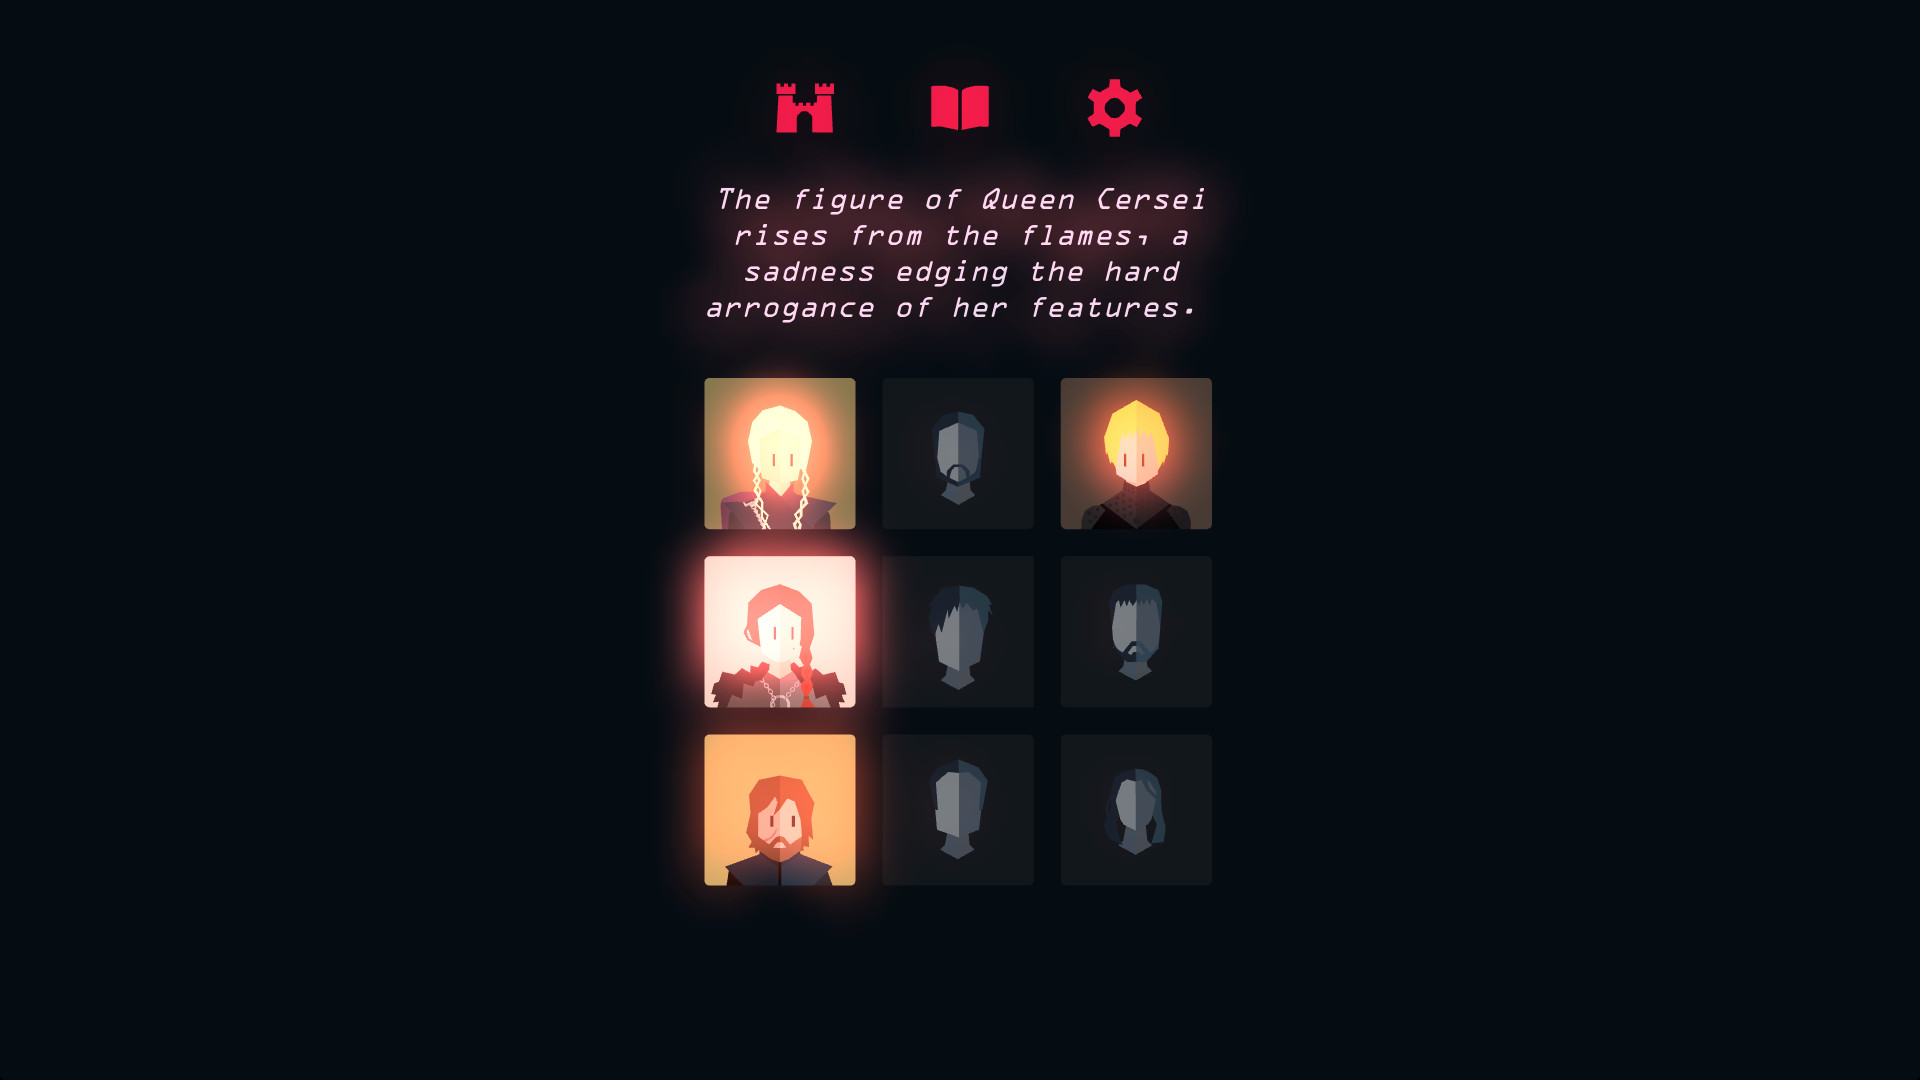 The figure of Queen Cersei
rises from the flames, a
sadness edging the hard
arrogance of her features.